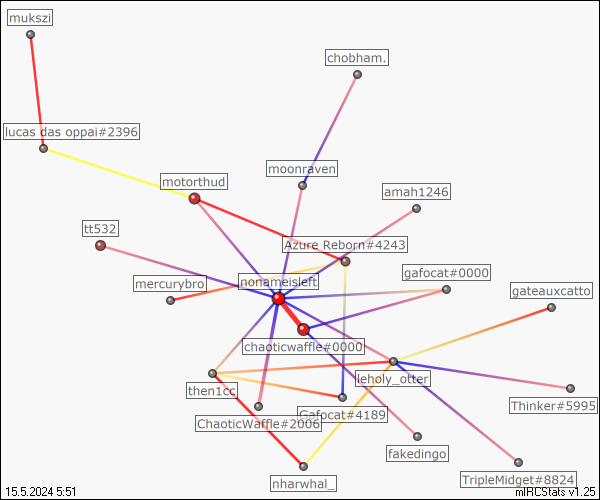 mukszi
chobham.
lucas das oppai#2396
moonraven
motorthud
amah1246
tt532
Azure Reborn#4243
gafocat#0000
nonameisleft
mercurybro
gateauxcatto
chaoticwaffle#0000
leholy_otter
then1cc
Thinker#5995
Gafocat#4189
ChaoticWaffle#2006
fakedingo
TripleMidget#8824
nharwhal_
15.5.2024 5:51
mIRCStats v1.25